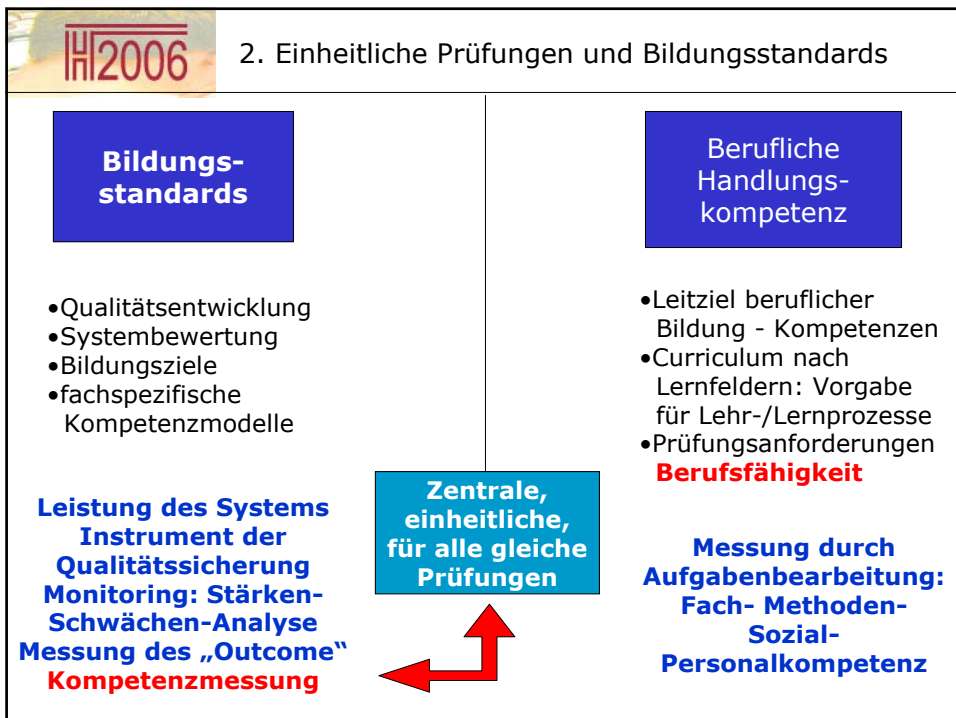 HT2006
2. Einheitliche Prüfungen und Bildungsstandards
Bildungs-
standards
•Qualitätsentwicklung
•Systembewertung
•Bildungsziele
•fachspezifische
Kompetenzmodelle
Leistung des Systems
Instrument der
Qualitätssicherung
Monitoring: Stärken-
Schwächen-Analyse
Messung des „Outcome“
Kompetenzmessung
Zentrale,
einheitliche,
für alle gleiche
Prüfungen
Berufliche
Handlungs-
kompetenz
•Leitziel beruflicher
Bildung - Kompetenzen
•Curriculum nach
Lernfeldern: Vorgabe
für Lehr-/Lernprozesse
•Prüfungsanforderungen
Berufsfähigkeit
Messung durch
Aufgabenbearbeitung:
Fach- Methoden-
Sozial-
Personalkompetenz